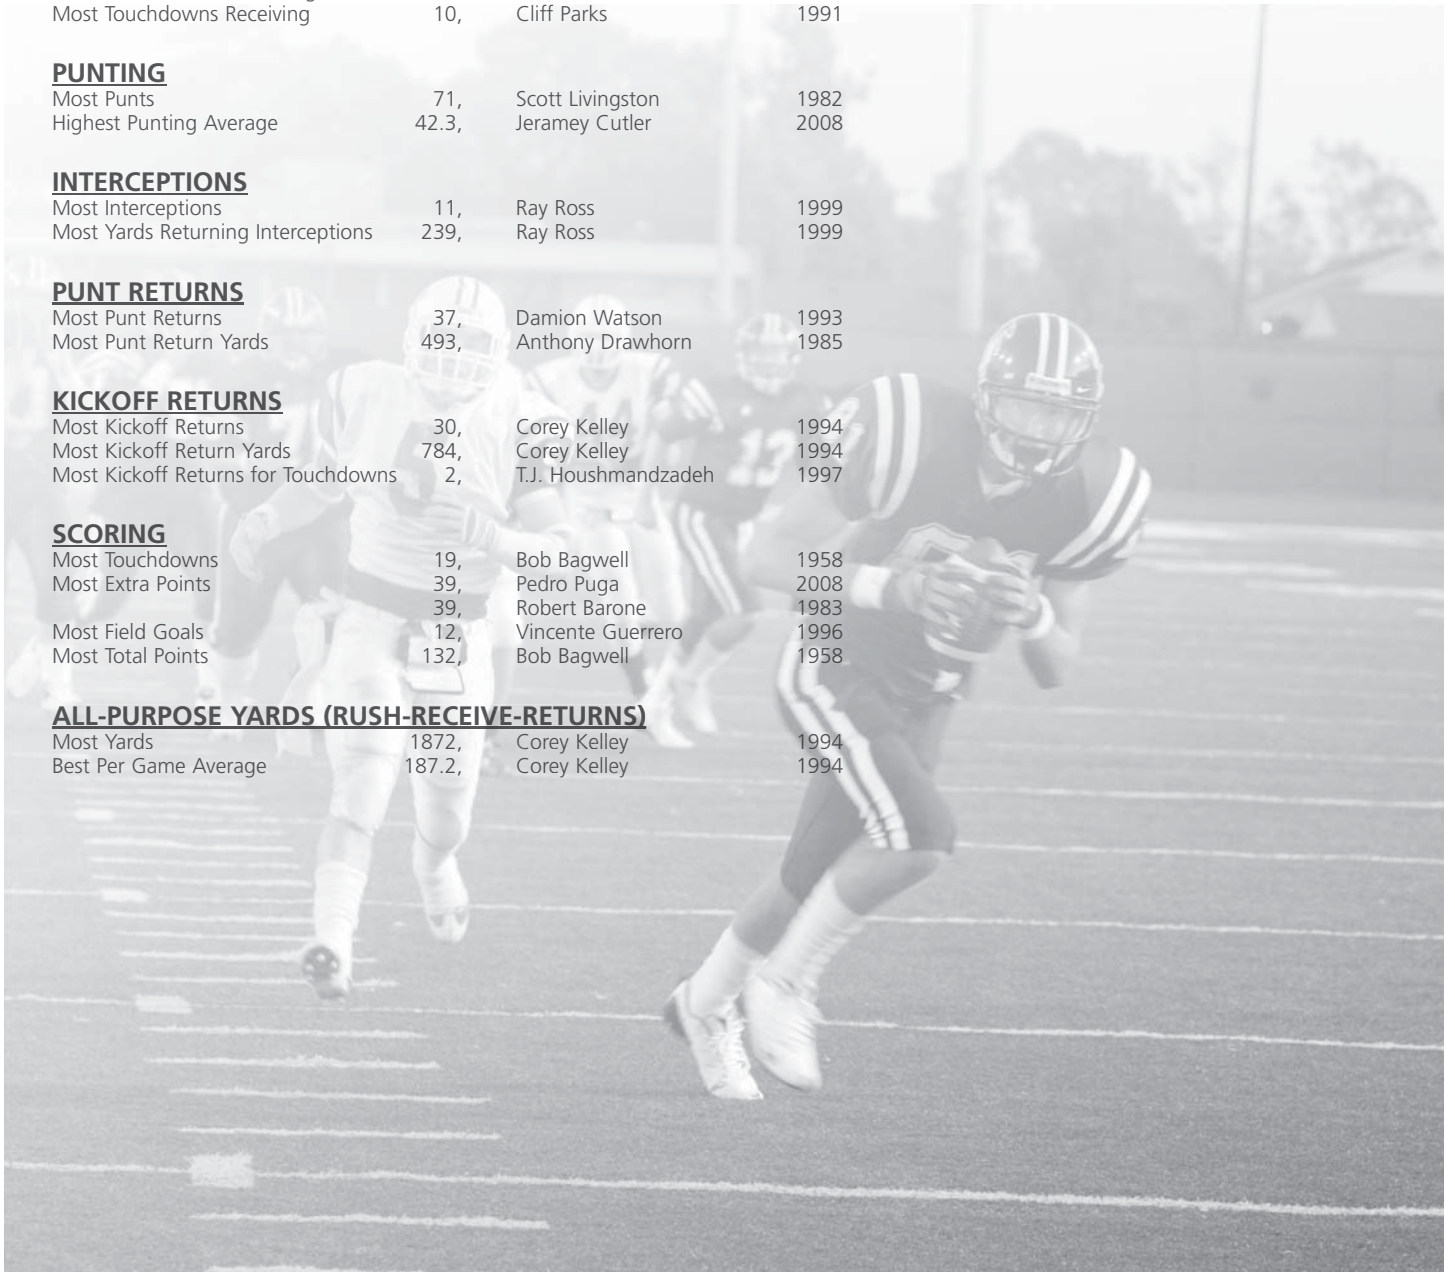 Most Touchdowns Receiving 10, Cliff Parks 1991
PUNTING
Most Punts 71, Scott Livingston 1982
Highest Punting Average 42.3, Jeramey Cutler 2008
INTERCEPTIONS
Most Interceptions 11, Ray Ross 1999
Most Yards Returning Interceptions 239, Ray Ross 1999
PUNT RETURNS
Most Punt Returns 37, Damion Watson 1993
Most Punt Return Yards 493, Anthony Drawhorn 1985
KICKOFF RETURNS
Most Kickoff Returns 30, Corey Kelley 1994
Most Kickoff Return Yards 784, Corey Kelley 1994
Most Kickoff Returns for Touchdowns 2, T.J. Houshmandzadeh 1997
SCORING
Most Touchdowns 19, Bob Bagwell 1958
Most Extra Points 39, Pedro Puga 2008
39, Robert Barone 1983
Most Field Goals 12, Vincente Guerrero 1996
Most Total Points 132, Bob Bagwell 1958
ALL-PURPOSE YARDS (RUSH-RECEIVE-RETURNS)
Most Yards 1872, Corey Kelley 1994
Best Per Game Average 187.2, Corey Kelley 1994
13